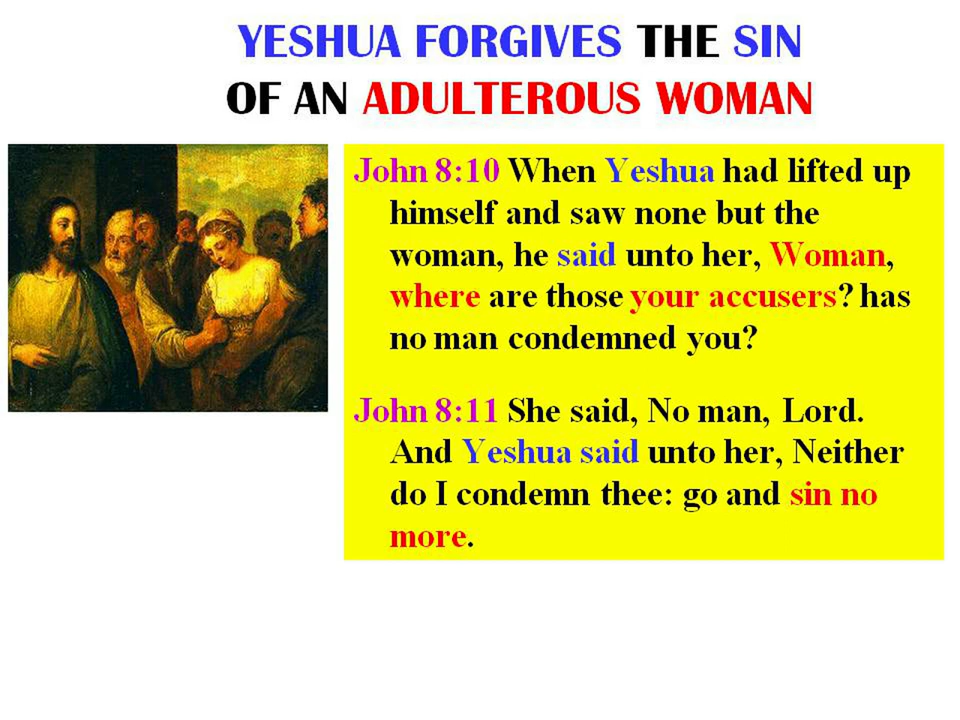 YESHUA FORGIVES THE SIN
OF AN ADULTEROUS WOMAN
John 8:10 When Yeshua had lifted up
himself and saw none but the
woman, he said unto her, Woman,
where are those your accusers? has
no man condemned you?
John 8:11 She said, No man, Lord.
And Yeshua said unto her, Neither
do I condemn thee: go and sin no
more.